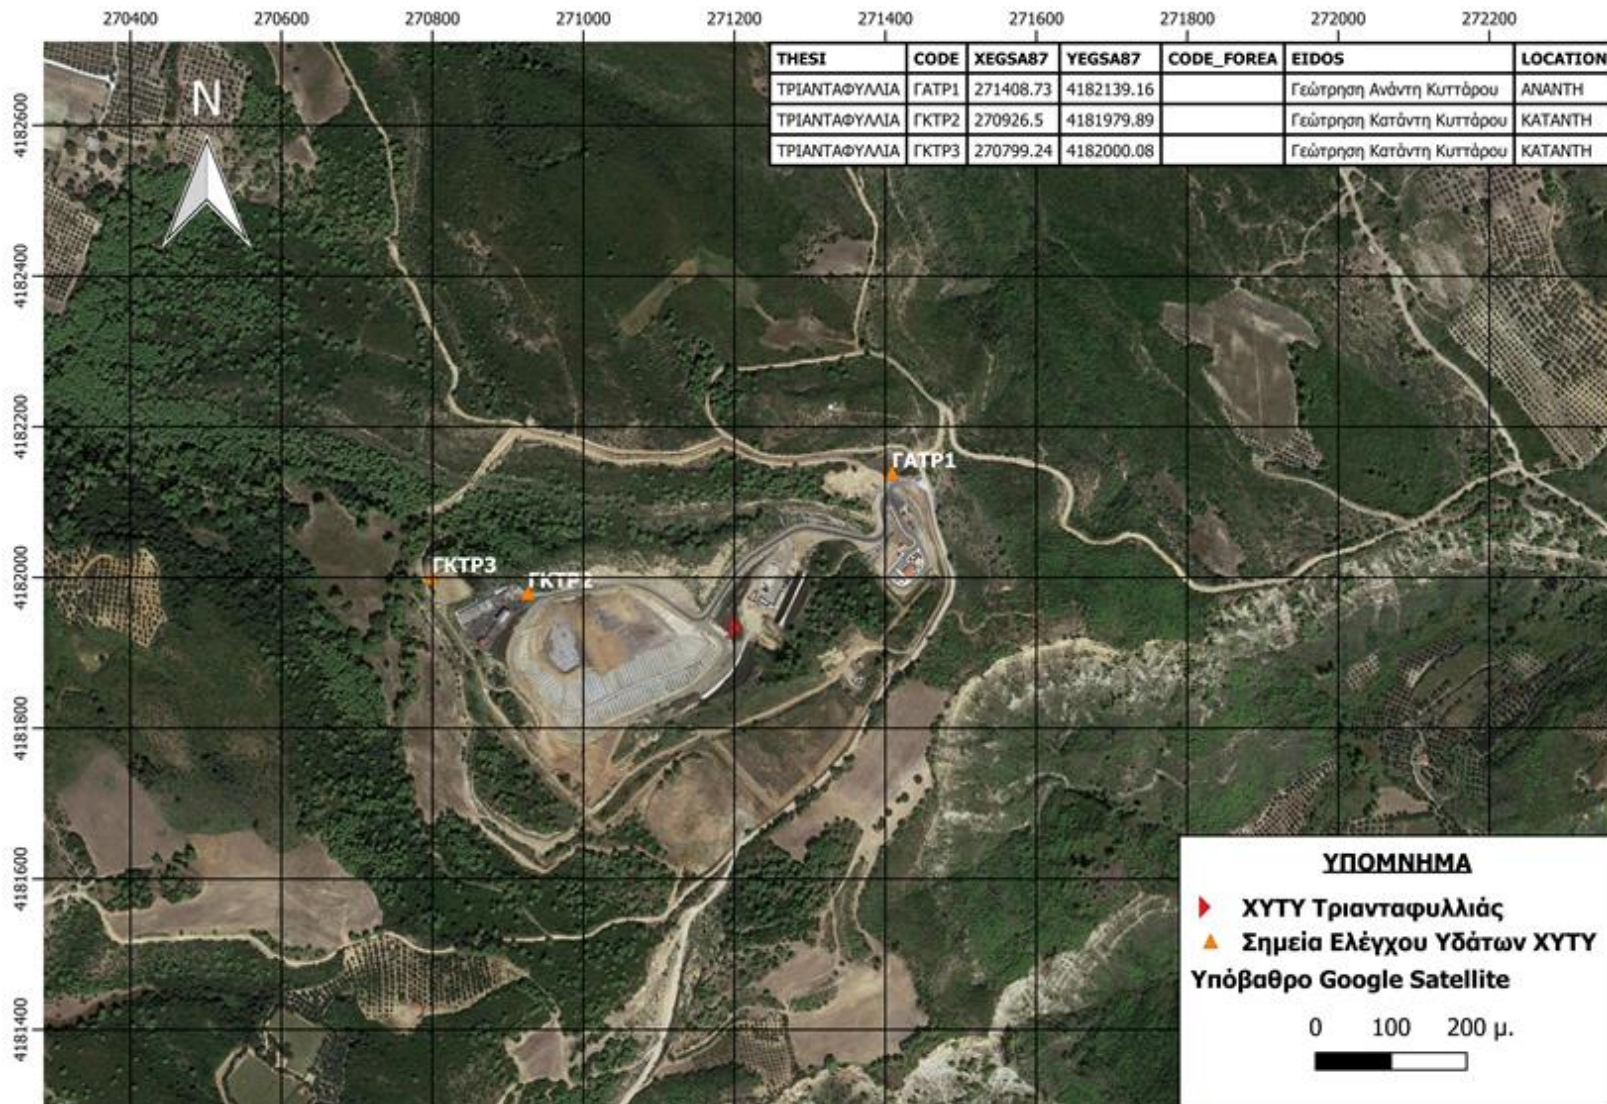 270400 270600 270800 271000 271200 271400 271600 271800 272000 272200
THESI CODE XEGSA87 YEGSA87 CODE_FOREA EIDOS LOCATION
ΤΡΙΑΝΤΑΦΥΛΛΙΑ ΓΑΤΡ1 271408.73 4182139.16 Γεώτρηση Ανάντη Κυττάρου ΑΝΑΝΤΗ
ΤΡΙΑΝΤΑΦΥΛΛΙΑ ΓΚΤΡ2 270926.5 4181979.89 Γεώτρηση Κατάντη Κυττάρου ΚΑΤΑΝΤΗ
ΤΡΙΑΝΤΑΦΥΛΛΙΑ ΓΚΤΡ3 270799.24 4182000.08 Γεώτρηση Κατάντη Κυττάρου ΚΑΤΑΝΤΗ
N
4182600
4182400
4182200
4182000
4181800
4181600
4181400
ΓΑΤΡ1
ΓΚΤΡ3
ΓΚΤΡ2
ΥΠΟΜΝΗΜΑ
ΧΥΤΥ Τριανταφυλλιάς
Σημεία Ελέγχου Υδάτων ΧΥΤΥ
Υπόβαθρο Google Satellite
0 100 200 μ.